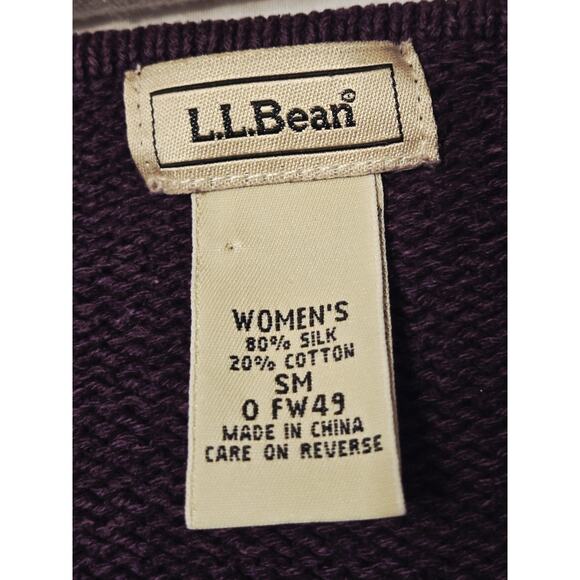 L.L.Bean®
WOMEN'S
80% SILK
20% COTTON
SM
0 FW49
MADE IN CHINA
CARE ON REVERSE